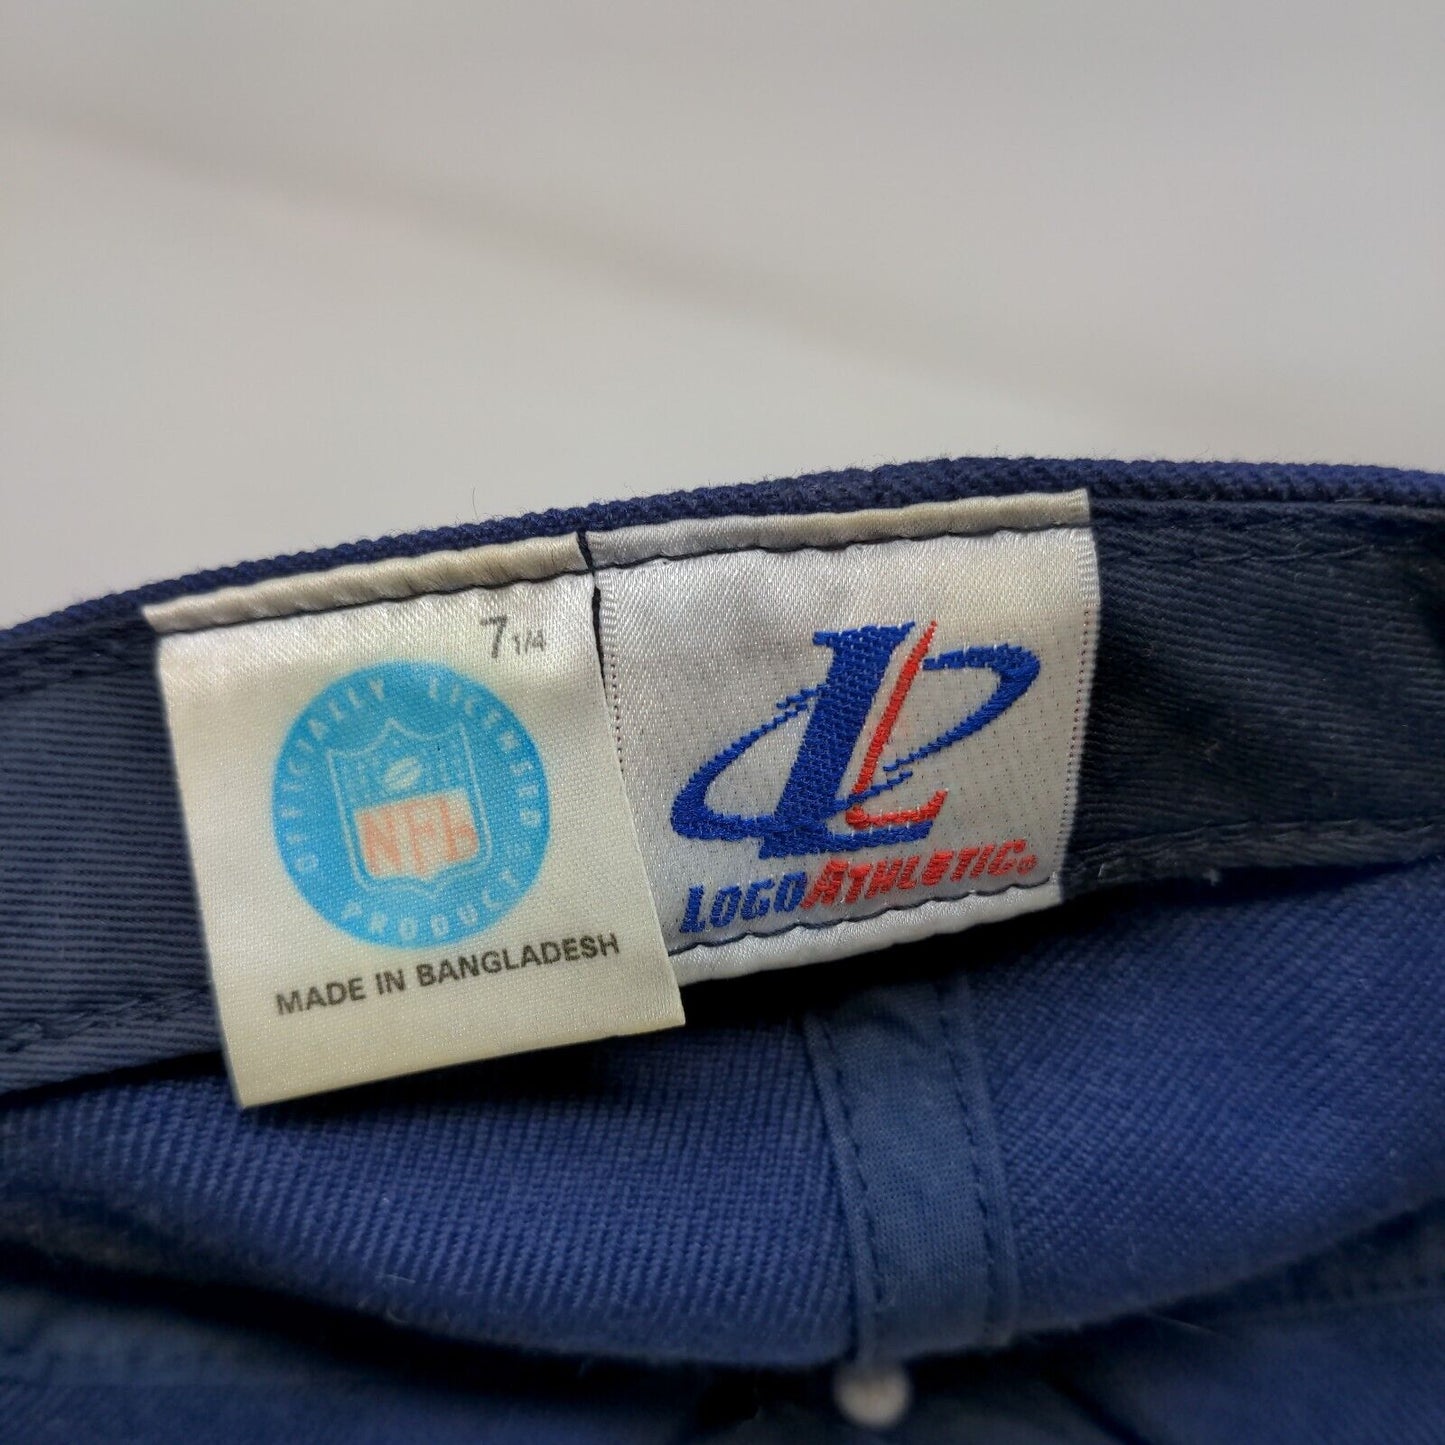 7 1/4
OFFICIALLY LICENSED
NFL
PRODUCT
MADE IN BANGLADESH
L
LOGO ATHLETIC®